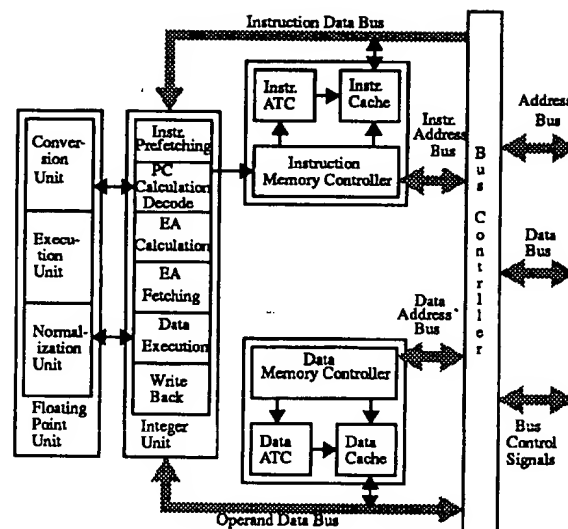 Instruction Data Bus
Conver-
sion
Unit
Execu-
tion
Unit
Normal-
ization
Unit
Floating
Point
Unit
Instr.
Prefetching
PC
Calculation
Decode
EA
Calculation
EA
Fetching
Data
Execution
Write
Back
Integer
Unit
Instr.
ATC
Instr.
Cache
Instruction
Memory Controller
Instr.
Address
Bus
Data
Memory Controller
Data
ATC
Data
Cache
Data
Address
Bus
Operand Data Bus
Bus Contrller
Address
Bus
Data
Bus
Bus
Control
Signals